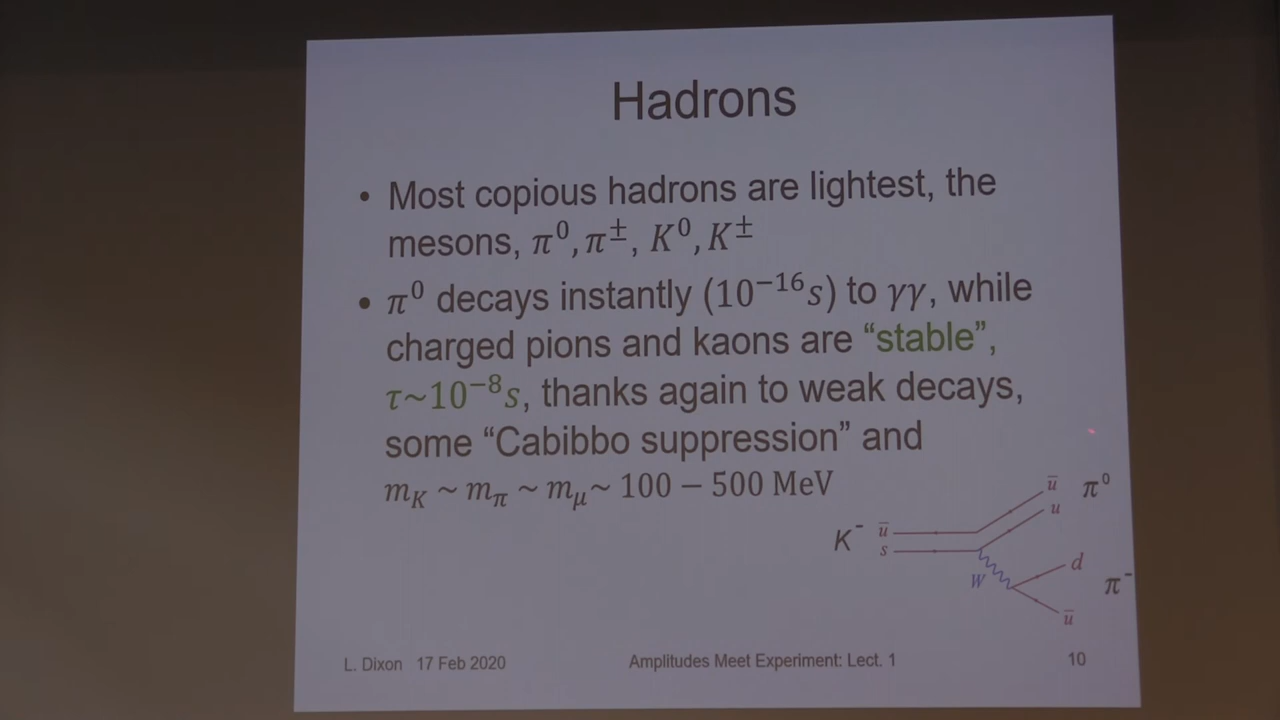 Hadrons
• Most copious hadrons are lightest, the
mesons, π⁰, π±, K⁰, K±
• π⁰ decays instantly (10⁻¹⁶s) to γγ, while
charged pions and kaons are “stable”,
τ~10⁻⁸s, thanks again to weak decays,
some “Cabibbo suppression” and
m_K ~ m_π ~ m_μ~ 100 − 500 MeV
ū π⁰
u
K⁻ ū
s
W
d
π⁻
ū
L. Dixon 17 Feb 2020 Amplitudes Meet Experiment: Lect. 1 10